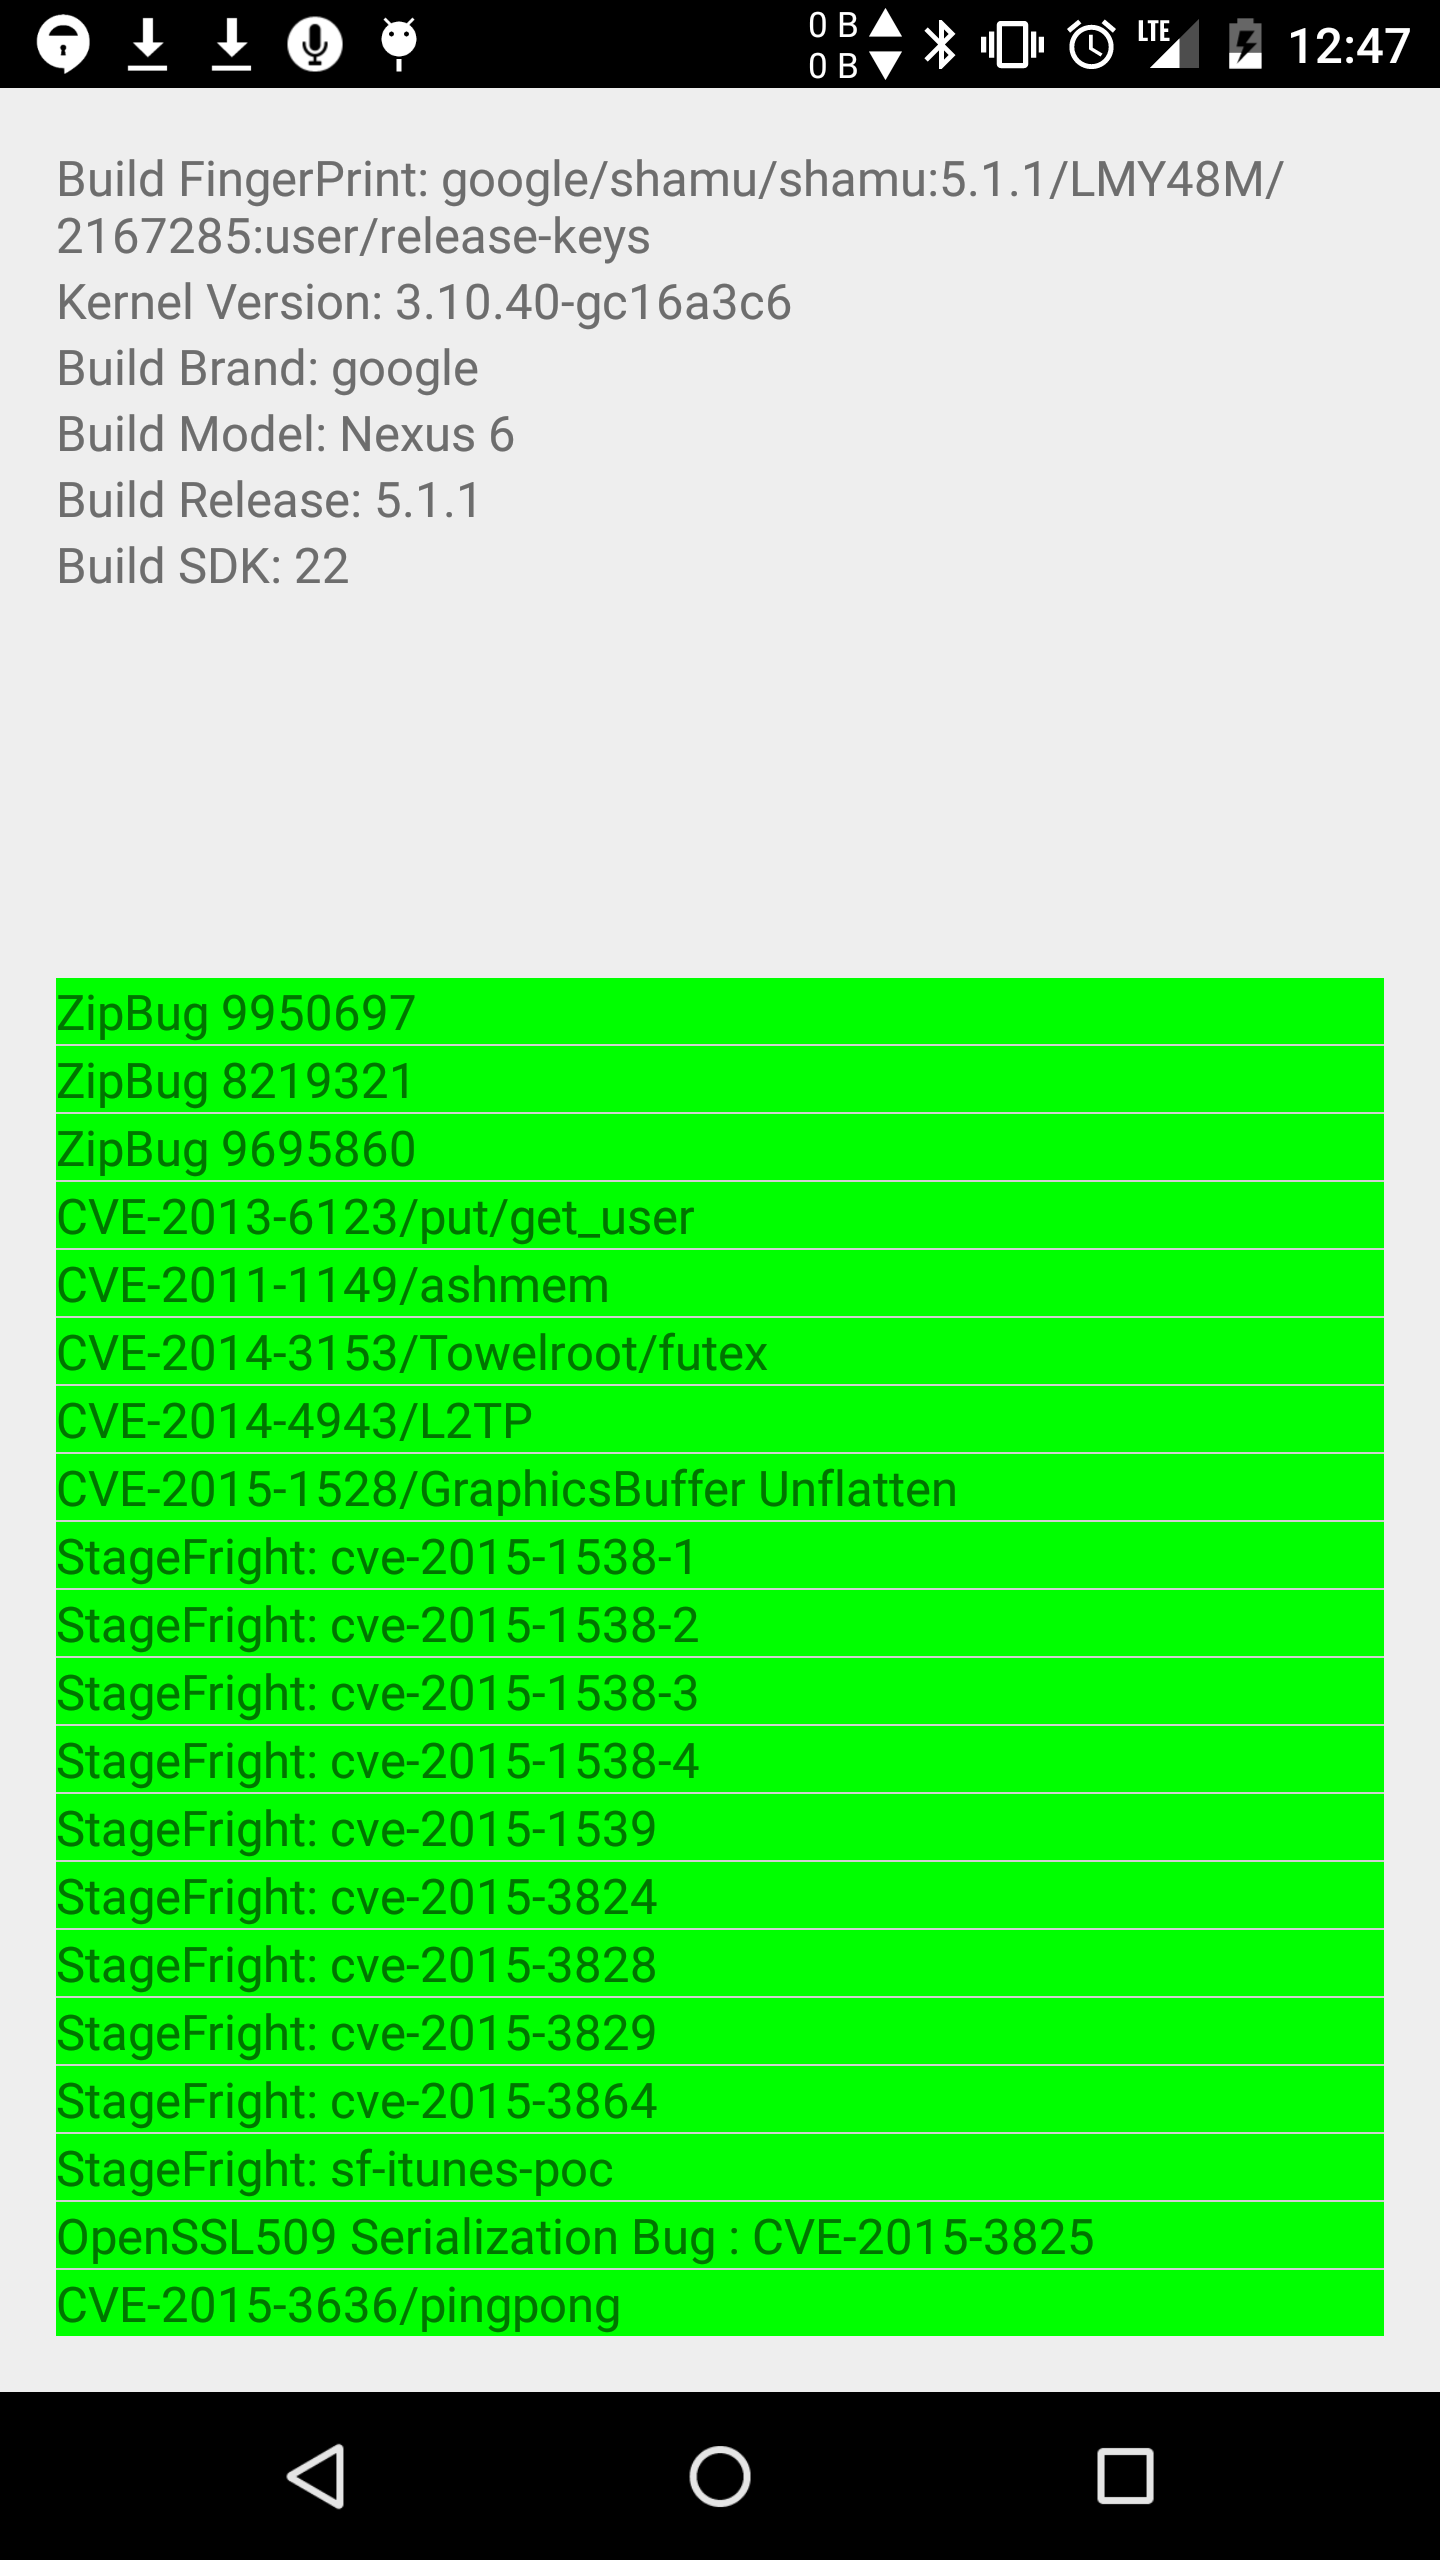 0 B
0 B
LTE
12:47
Build FingerPrint: google/shamu/shamu:5.1.1/LMY48M/
2167285:user/release-keys
Kernel Version: 3.10.40-gc16a3c6
Build Brand: google
Build Model: Nexus 6
Build Release: 5.1.1
Build SDK: 22
ZipBug 9950697
ZipBug 8219321
ZipBug 9695860
CVE-2013-6123/put/get_user
CVE-2011-1149/ashmem
CVE-2014-3153/Towelroot/futex
CVE-2014-4943/L2TP
CVE-2015-1528/GraphicsBuffer Unflatten
StageFright: cve-2015-1538-1
StageFright: cve-2015-1538-2
StageFright: cve-2015-1538-3
StageFright: cve-2015-1538-4
StageFright: cve-2015-1539
StageFright: cve-2015-3824
StageFright: cve-2015-3828
StageFright: cve-2015-3829
StageFright: cve-2015-3864
StageFright: sf-itunes-poc
OpenSSL509 Serialization Bug : CVE-2015-3825
CVE-2015-3636/pingpong